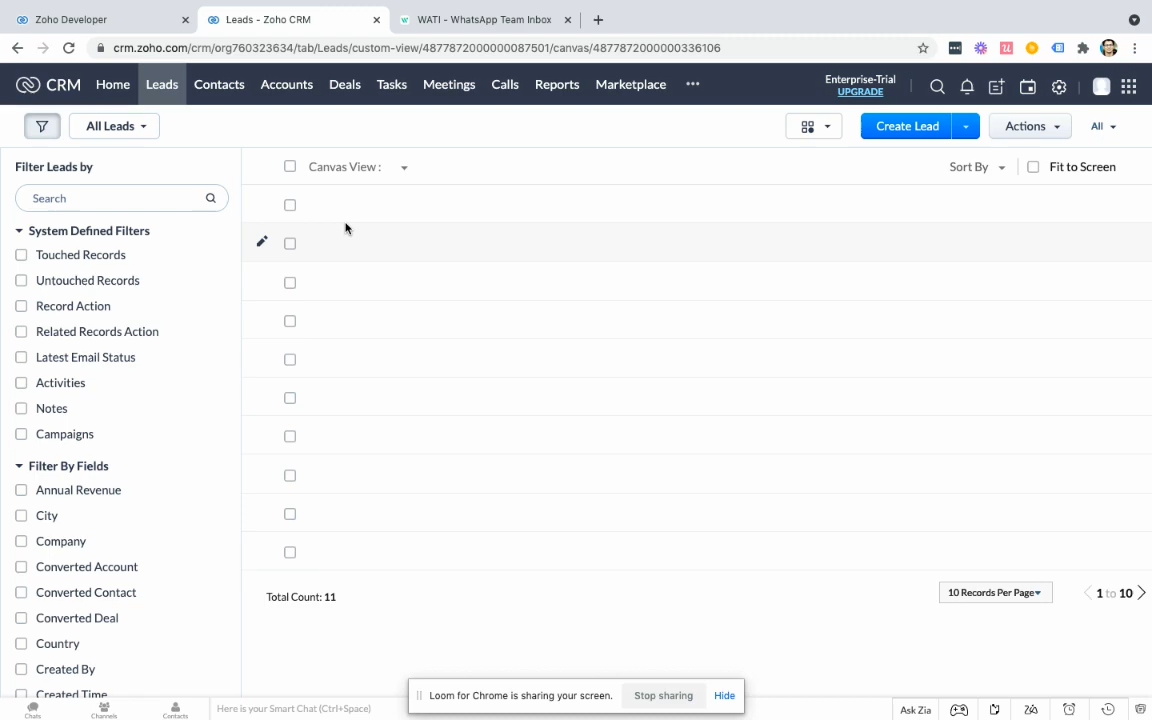 Zoho Developer
Leads - Zoho CRM
WATI - WhatsApp Team Inbox
crm.zoho.com/crm/org760323634/tab/Leads/custom-view/4877872000000087501/canvas/4877872000000336106
CRM Home Leads Contacts Accounts Deals Tasks Meetings Calls Reports Marketplace
Enterprise-Trial
UPGRADE
All Leads
Create Lead
Actions
All
Filter Leads by
Search
System Defined Filters
Touched Records
Untouched Records
Record Action
Related Records Action
Latest Email Status
Activities
Notes
Campaigns
Filter By Fields
Annual Revenue
City
Company
Converted Account
Converted Contact
Converted Deal
Country
Created By
Created Time
Canvas View :
Sort By
Fit to Screen
Total Count: 11
10 Records Per Page
1 to 10
Loom for Chrome is sharing your screen.
Stop sharing
Hide
Chats
Channels
Contacts
Here is your Smart Chat (Ctrl+Space)
Ask Zia